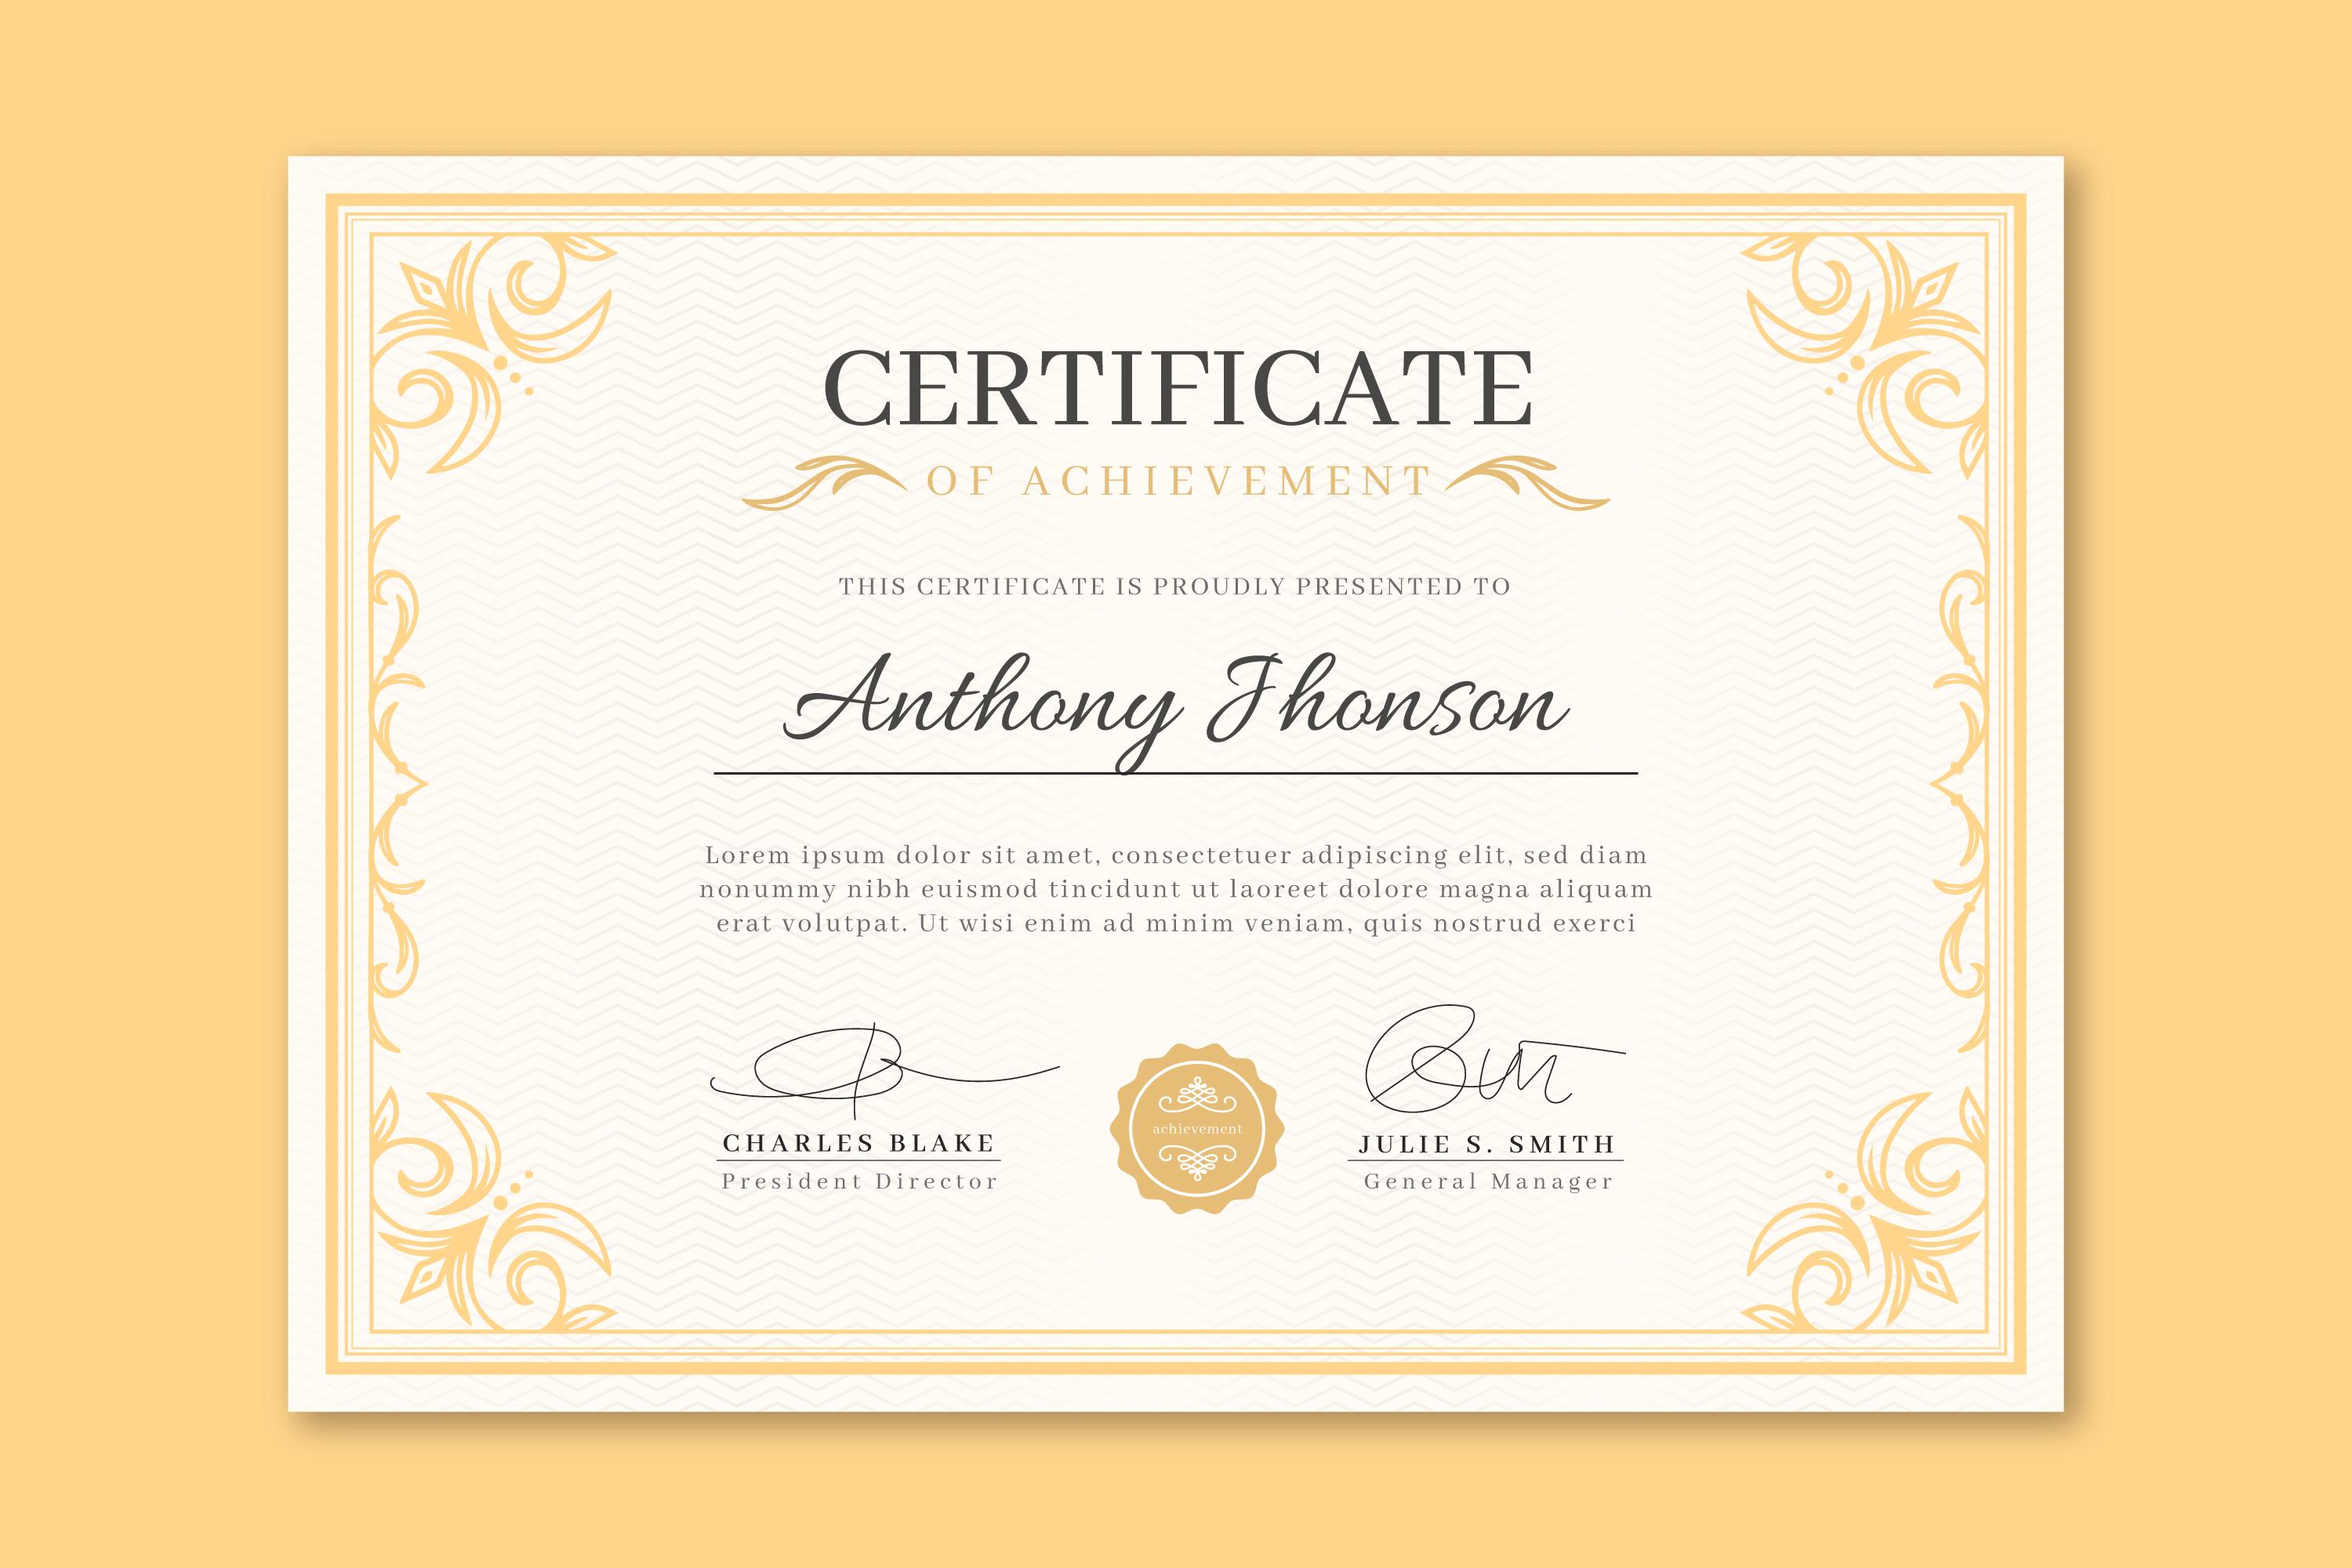 CERTIFICATE
OF ACHIEVEMENT
THIS CERTIFICATE IS PROUDLY PRESENTED TO
Anthony Jhonson
Lorem ipsum dolor sit amet, consectetuer adipiscing elit, sed diam
nonummy nibh euismod tincidunt ut laoreet dolore magna aliquam
erat volutpat. Ut wisi enim ad minim veniam, quis nostrud exerci
CHARLES BLAKE
President Director
achievement
JULIE S. SMITH
General Manager